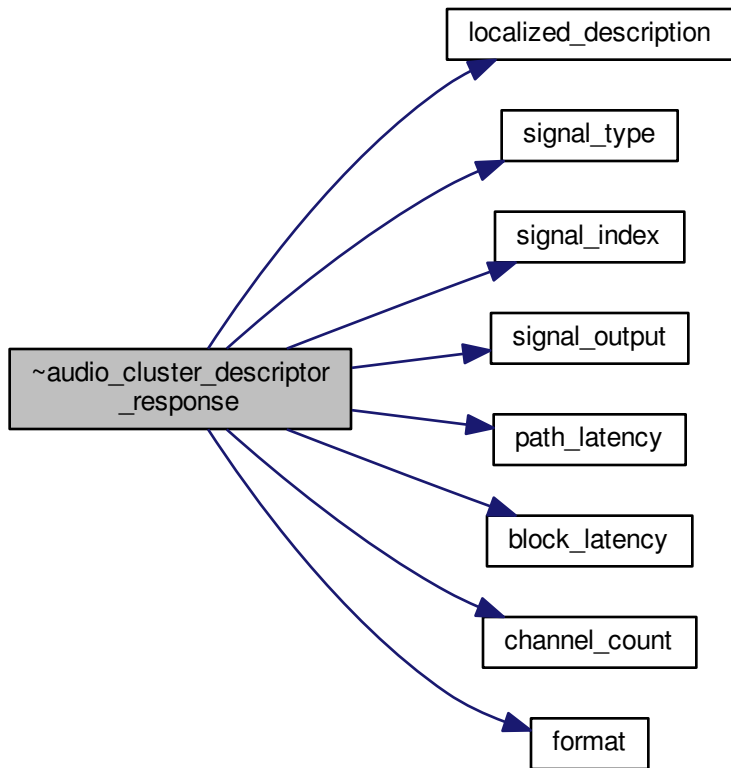 localized_description
signal_type
signal_index
signal_output
~audio_cluster_descriptor
_response
path_latency
block_latency
channel_count
format